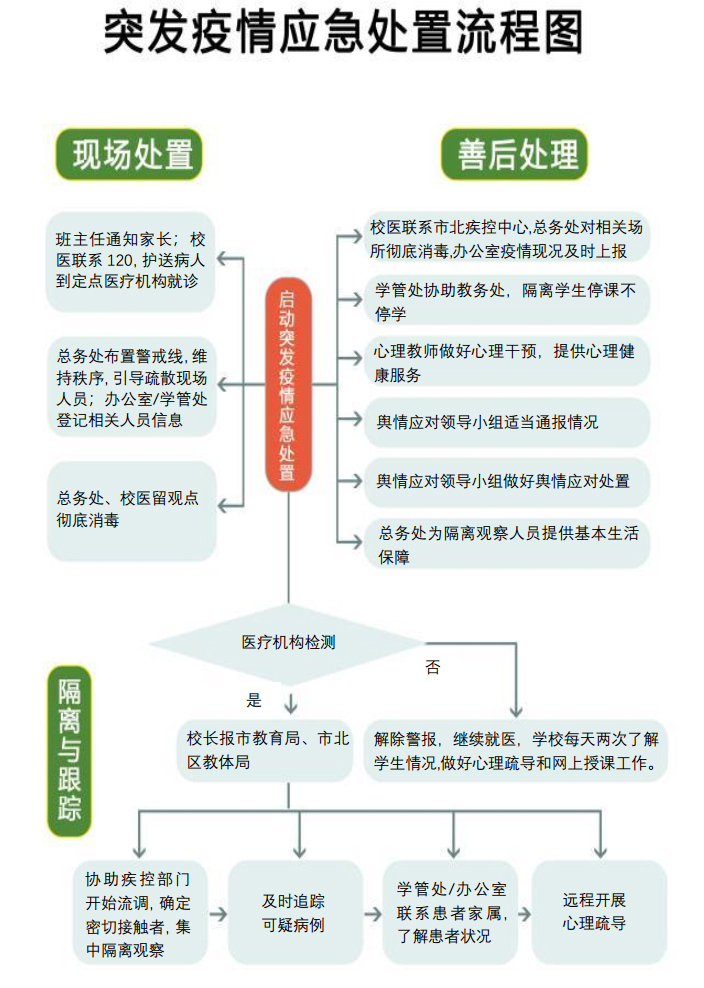 突发疫情应急处置流程图
现场处置
善后处理
班主任通知家长；校
医联系120,护送病人
到定点医疗机构就诊
总务处布置警戒线,维
持秩序,引导疏散现场
人员；办公室/学管处
登记相关人员信息
总务处、校医留观点
彻底消毒
启动突发疫情应急处置
校医联系市北疾控中心,总务处对相关场
所彻底消毒,办公室疫情现况及时上报
学管处协助教务处，隔离学生停课不
停学
心理教师做好心理干预，提供心理健
康服务
舆情应对领导小组适当通报情况
舆情应对领导小组做好舆情应对处置
总务处为隔离观察人员提供基本生活
保障
医疗机构检测
否
是
隔离与跟踪
校长报市教育局、市北
区教体局
解除警报，继续就医，学校每天两次了解
学生情况,做好心理疏导和网上授课工作。
协助疾控部门
开始流调,确定
密切接触者,集
中隔离观察
及时追踪
可疑病例
学管处/办公室
联系患者家属,
了解患者状况
远程开展
心理疏导